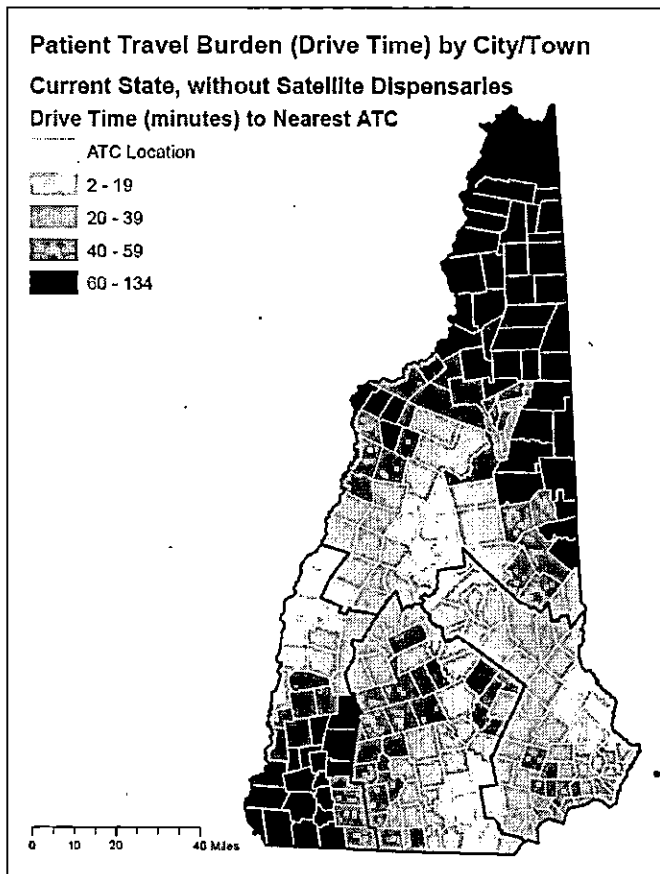 Patient Travel Burden (Drive Time) by City/Town
Current State, without Satellite Dispensaries
Drive Time (minutes) to Nearest ATC
ATC Location
2 - 19
20 - 39
40 - 59
60 - 134
0 10 20 40 Miles